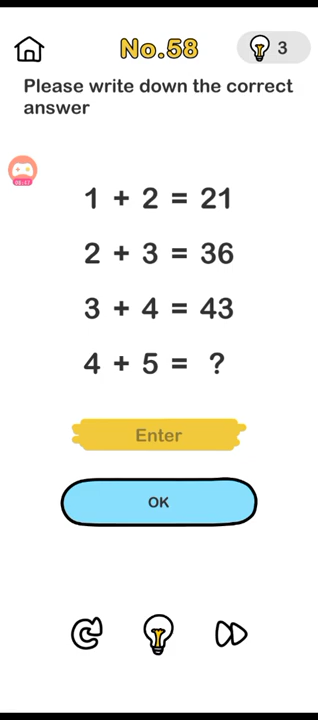 No.58
3
Please write down the correct
answer
1 + 2 = 21
2 + 3 = 36
3 + 4 = 43
4 + 5 = ?
Enter
OK